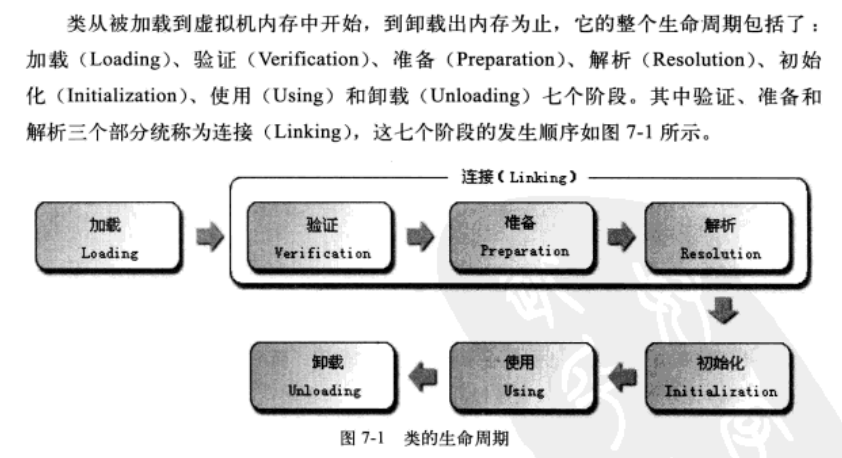 类从被加载到虚拟机内存中开始，到卸载出内存为止，它的整个生命周期包括了：
加载（Loading）、验证（Verification）、准备（Preparation）、解析（Resolution）、初始
化（Initialization）、使用（Using）和卸载（Unloading）七个阶段。其中验证、准备和
解析三个部分统称为连接（Linking），这七个阶段的发生顺序如图 7-1 所示。
连接（Linking）
加载
Loading
验证
Verification
准备
Preparation
解析
Resolution
初始化
Initialization
使用
Using
卸载
Unloading
图 7-1 类的生命周期